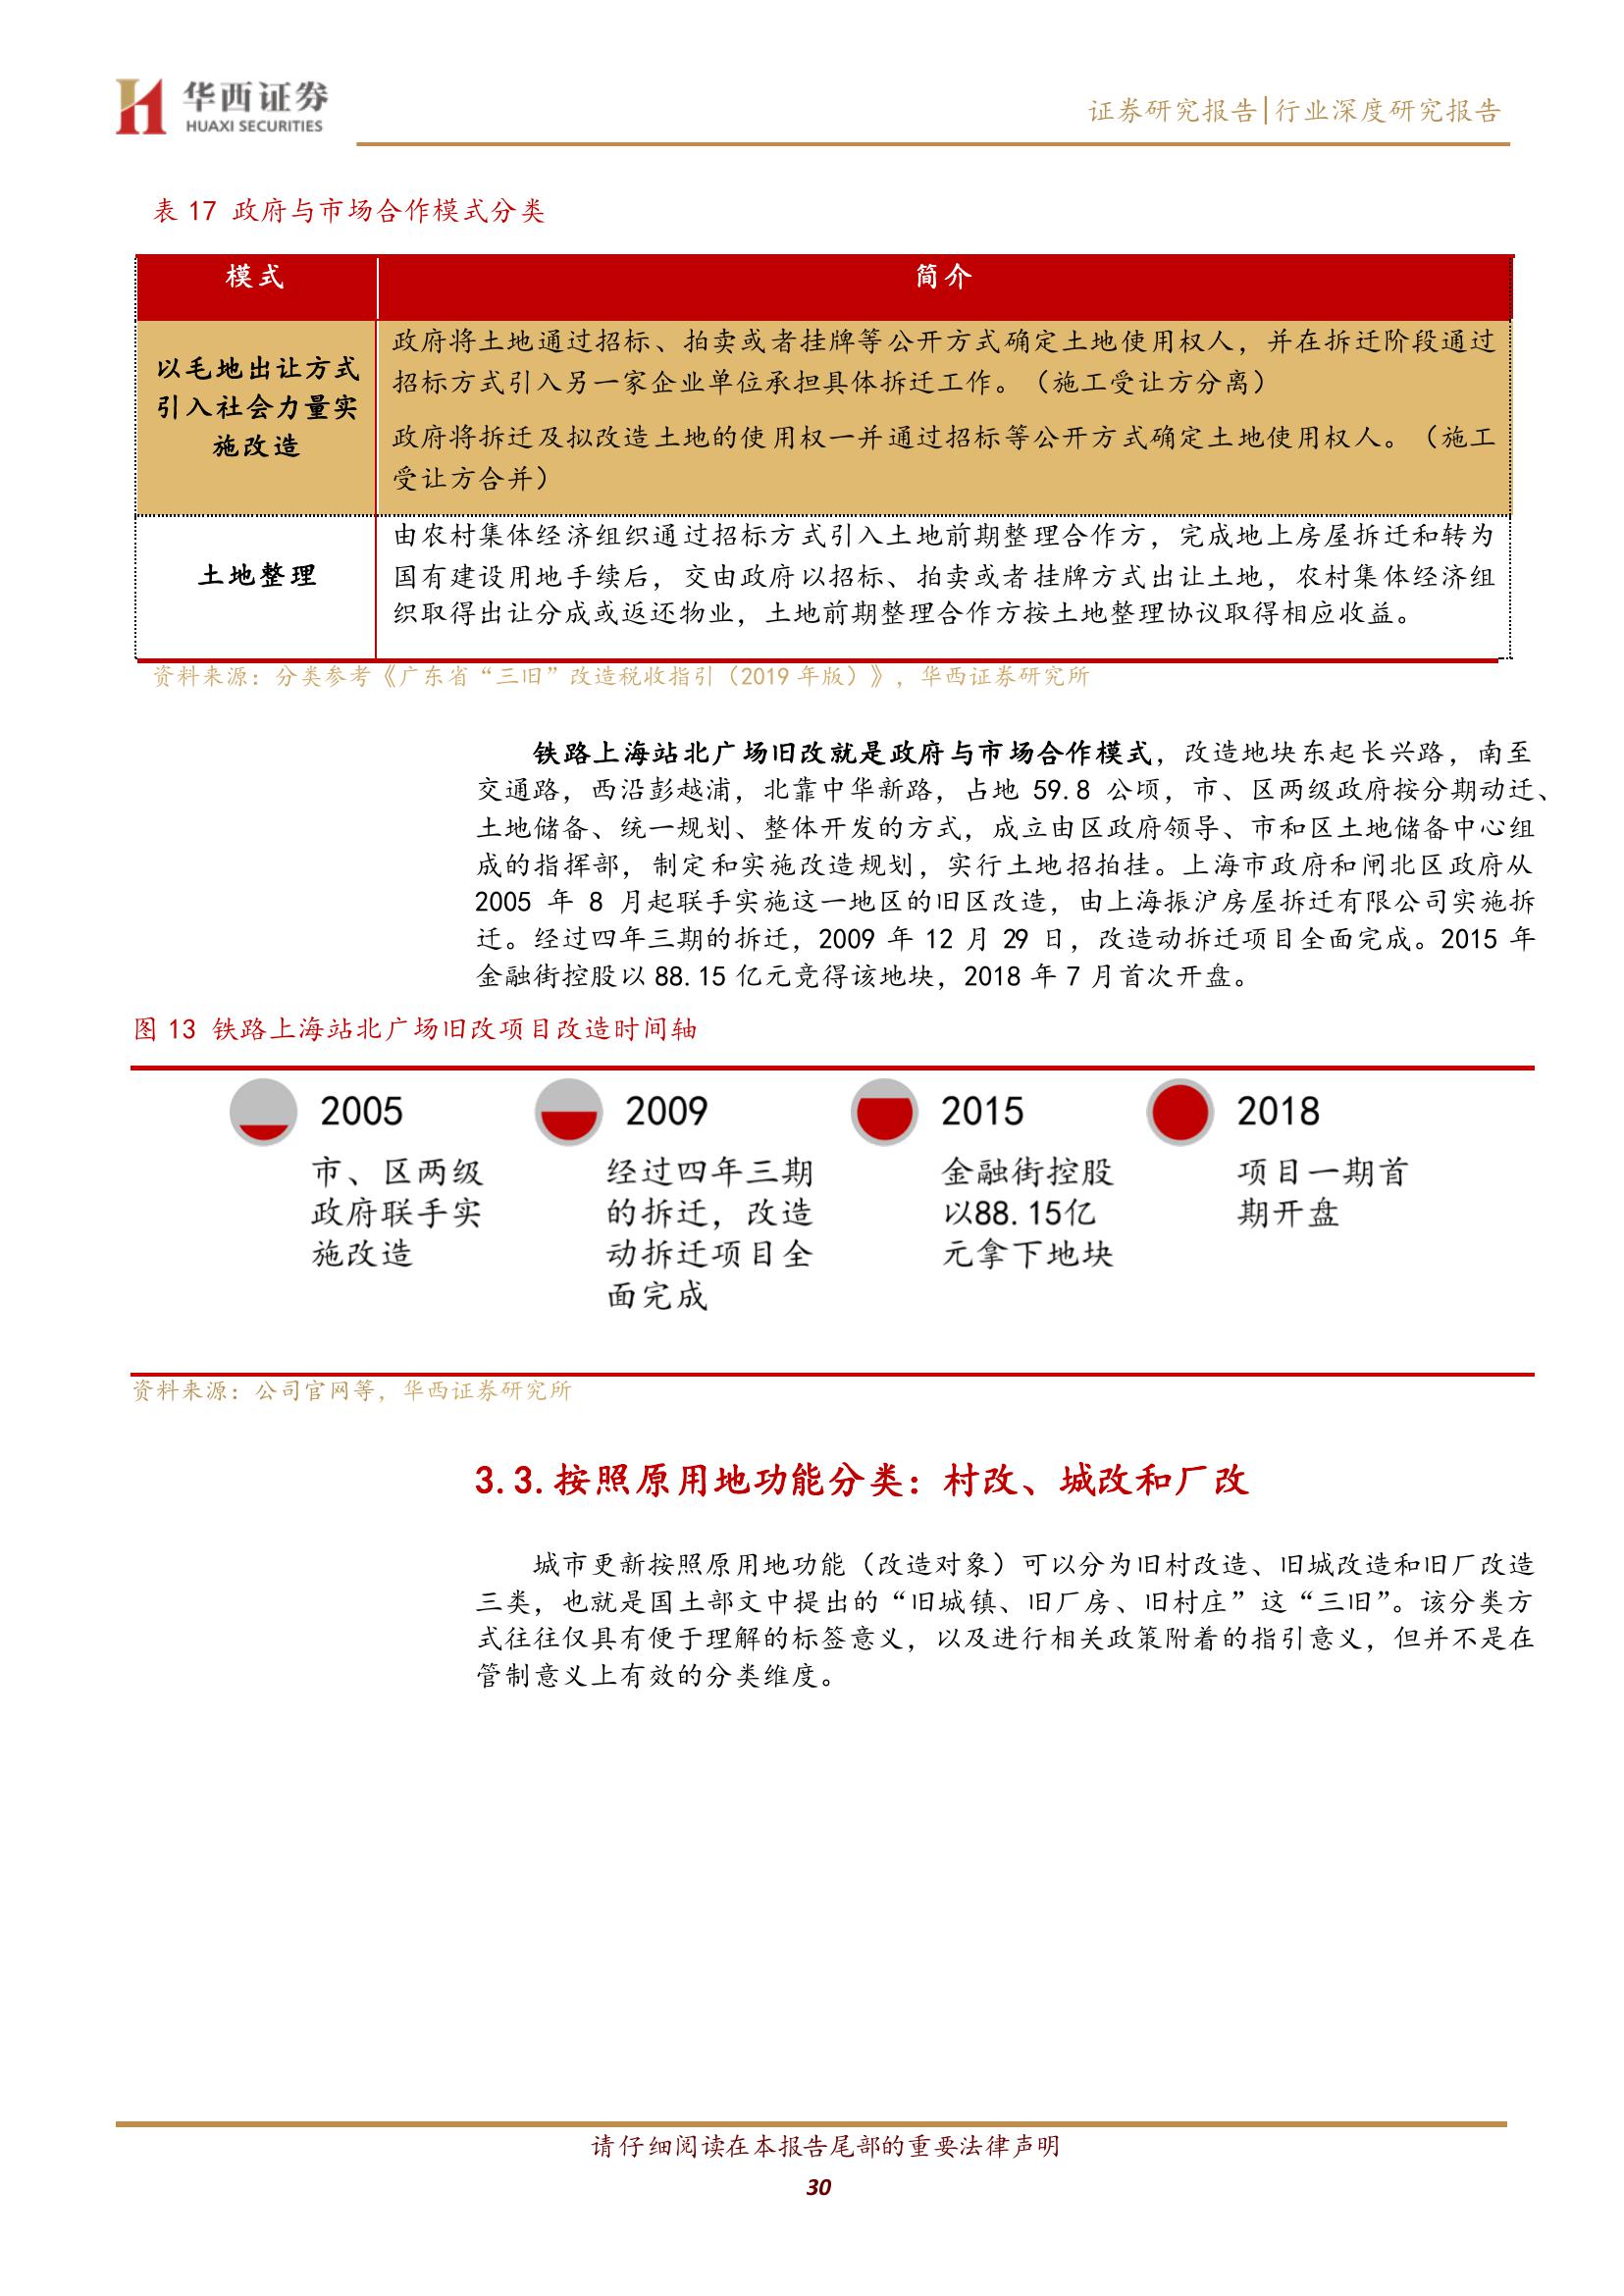 华西证券
HUAXI SECURITIES
证券研究报告|行业深度研究报告
表 17 政府与市场合作模式分类
模式
简介
以毛地出让方式
引入社会力量实
施改造
政府将土地通过招标、拍卖或者挂牌等公开方式确定土地使用权人，并在拆迁阶段通过
招标方式引入另一家企业单位承担具体拆迁工作。（施工受让方分离）
政府将拆迁及拟改造土地的使用权一并通过招标等公开方式确定土地使用权人。（施工
受让方合并）
土地整理
由农村集体经济组织通过招标方式引入土地前期整理合作方，完成地上房屋拆迁和转为
国有建设用地手续后，交由政府以招标、拍卖或者挂牌方式出让土地，农村集体经济组
织取得出让分成或返还物业，土地前期整理合作方按土地整理协议取得相应收益。
资料来源：分类参考《广东省“三旧”改造税收指引（2019 年版）》，华西证券研究所
铁路上海站北广场旧改就是政府与市场合作模式，改造地块东起长兴路，南至
交通路，西沿彭越浦，北靠中华新路，占地 59.8 公顷，市、区两级政府按分期动迁、
土地储备、统一规划、整体开发的方式，成立由区政府领导、市和区土地储备中心组
成的指挥部，制定和实施改造规划，实行土地招拍挂。上海市政府和闸北区政府从
2005 年 8 月起联手实施这一地区的旧区改造，由上海振沪房屋拆迁有限公司实施拆
迁。经过四年三期的拆迁，2009 年 12 月 29 日，改造动拆迁项目全面完成。2015 年
金融街控股以 88.15 亿元竞得该地块，2018 年 7 月首次开盘。
图 13 铁路上海站北广场旧改项目改造时间轴
2005
市、区两级
政府联手实
施改造
2009
经过四年三期
的拆迁，改造
动拆迁项目全
面完成
2015
金融街控股
以88.15亿
元拿下地块
2018
项目一期首
期开盘
资料来源：公司官网等，华西证券研究所
3.3.按照原用地功能分类：村改、城改和厂改
城市更新按照原用地功能（改造对象）可以分为旧村改造、旧城改造和旧厂改造
三类，也就是国土部文中提出的“旧城镇、旧厂房、旧村庄”这“三旧”。该分类方
式往往仅具有便于理解的标签意义，以及进行相关政策附着的指引意义，但并不是在
管制意义上有效的分类维度。
请仔细阅读在本报告尾部的重要法律声明
30